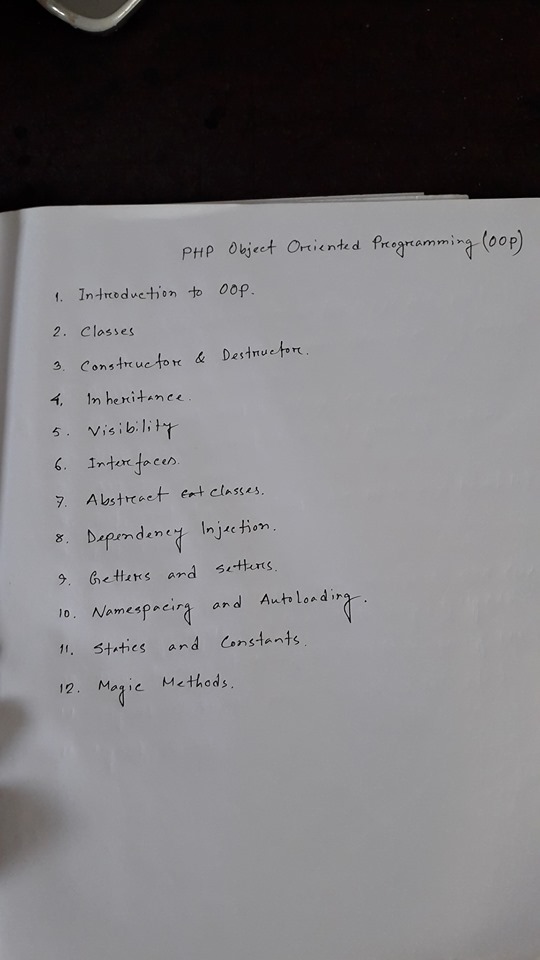 PHP Object Oriented Programming (OOP)
1. Introduction to OOP.
2. Classes
3. Constructor & Destructor.
4. Inheritance.
5. Visibility
6. Interfaces.
7. Abstract classes.
8. Dependency Injection.
9. Getters and setters.
10. Namespacing and Autoloading.
11. Statics and Constants.
12. Magic Methods.